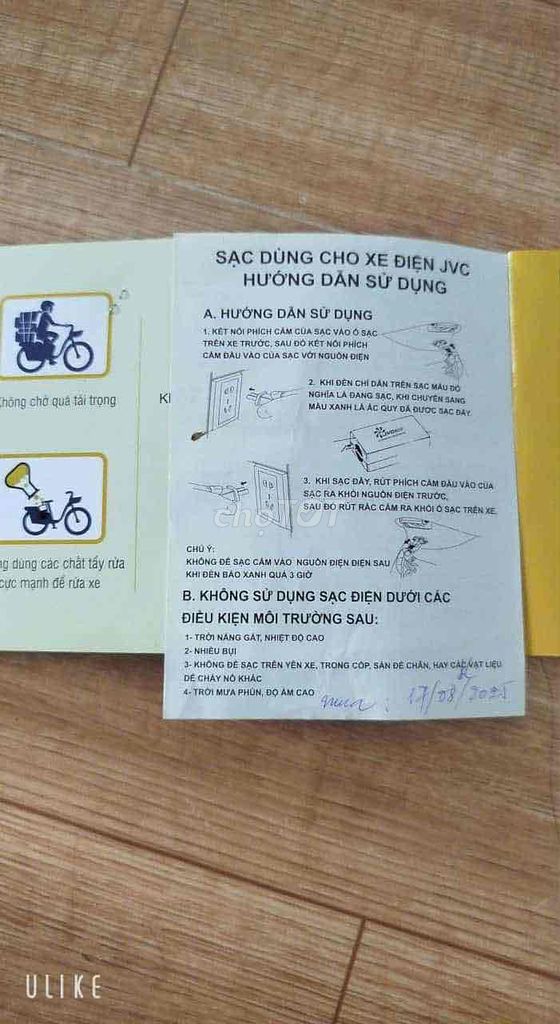 SẠC DÙNG CHO XE ĐIỆN JVC
HƯỚNG DẪN SỬ DỤNG
A. HƯỚNG DẪN SỬ DỤNG
1. KẾT NỐI PHÍCH CẮM CỦA SẠC VÀO Ổ SẠC
TRÊN XE TRƯỚC, SAU ĐÓ KẾT NỐI PHÍCH
CẮM ĐẦU VÀO CỦA SẠC VỚI NGUỒN ĐIỆN
2. KHI ĐÈN CHỈ DẪN TRÊN SẠC MÀU ĐỎ
NGHĨA LÀ ĐANG SẠC, KHI CHUYỂN SANG
MÀU XANH LÀ ẮC QUY ĐÃ ĐƯỢC SẠC ĐẦY.
3. KHI SẠC ĐẦY, RÚT PHÍCH CẮM ĐẦU VÀO CỦA
SẠC RA KHỎI NGUỒN ĐIỆN TRƯỚC,
SAU ĐÓ RÚT RẮC CẮM RA KHỎI Ổ SẠC TRÊN XE.
CHÚ Ý:
KHÔNG ĐỂ SẠC CẮM VÀO NGUỒN ĐIỆN ĐIỆN SAU
KHI ĐÈN BÁO XANH QUÁ 3 GIỜ
B. KHÔNG SỬ DỤNG SẠC ĐIỆN DƯỚI CÁC
ĐIỀU KIỆN MÔI TRƯỜNG SAU:
1- TRỜI NẮNG GẮT, NHIỆT ĐỘ CAO
2- NHIỀU BỤI
3- KHÔNG ĐỂ SẠC TRÊN YÊN XE, TRONG CỐP, SÀN ĐỂ CHÂN, HAY CÁC VẬT LIỆU
DỄ CHÁY NỔ KHÁC
4- TRỜI MƯA PHÙN, ĐỘ ẨM CAO
17/08/2025
Không chở quá tải trọng
KI
ng dùng các chất tẩy rửa
cực mạnh để rửa xe
chợTỐT
ULIKE